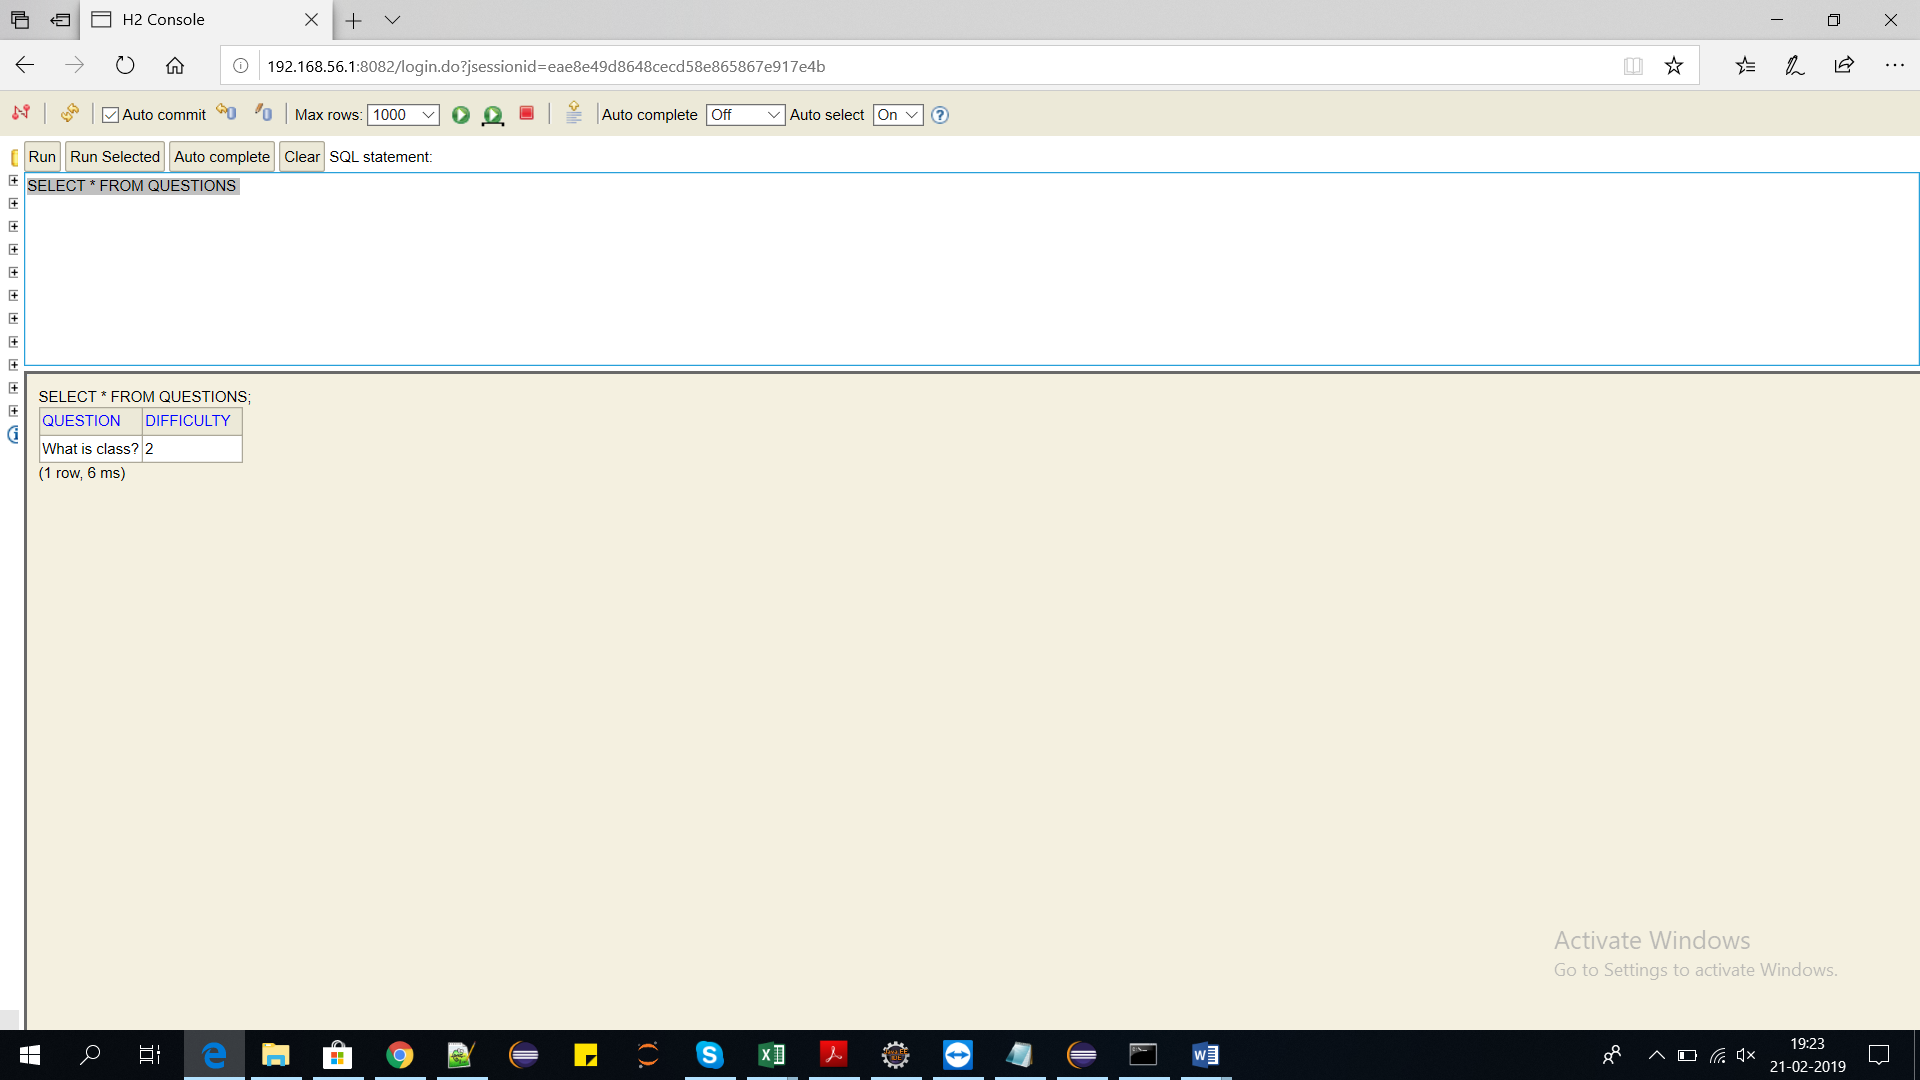 H2 Console
192.168.56.1:8082/login.do?jsessionid=eae8e49d8648cecd58e865867e917e4b
Auto commit Max rows: 1000 Auto complete Off Auto select On
Run Run Selected Auto complete Clear SQL statement:
SELECT * FROM QUESTIONS
SELECT * FROM QUESTIONS;
QUESTION DIFFICULTY
What is class? 2
(1 row, 6 ms)
Activate Windows
Go to Settings to activate Windows.
19:23
21-02-2019